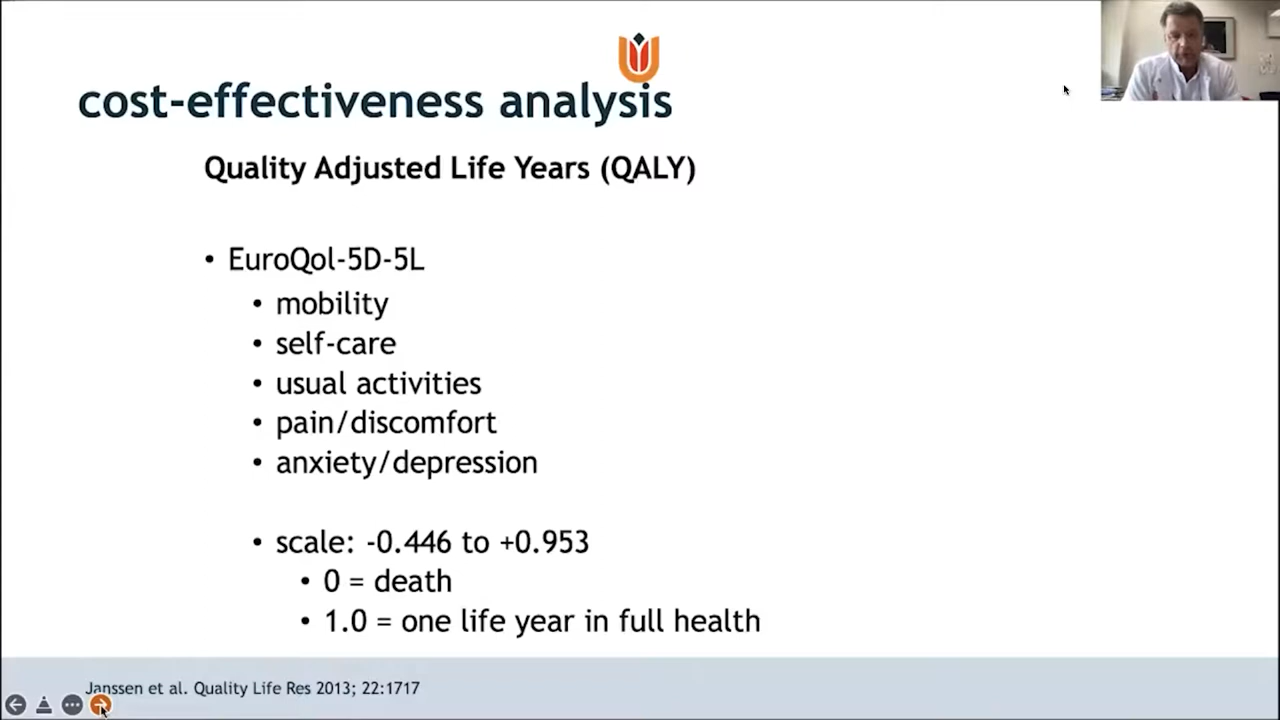 cost-effectiveness analysis
Quality Adjusted Life Years (QALY)
• EuroQol-5D-5L
• mobility
• self-care
• usual activities
• pain/discomfort
• anxiety/depression
• scale: -0.446 to +0.953
• 0 = death
• 1.0 = one life year in full health
Janssen et al. Quality Life Res 2013; 22:1717